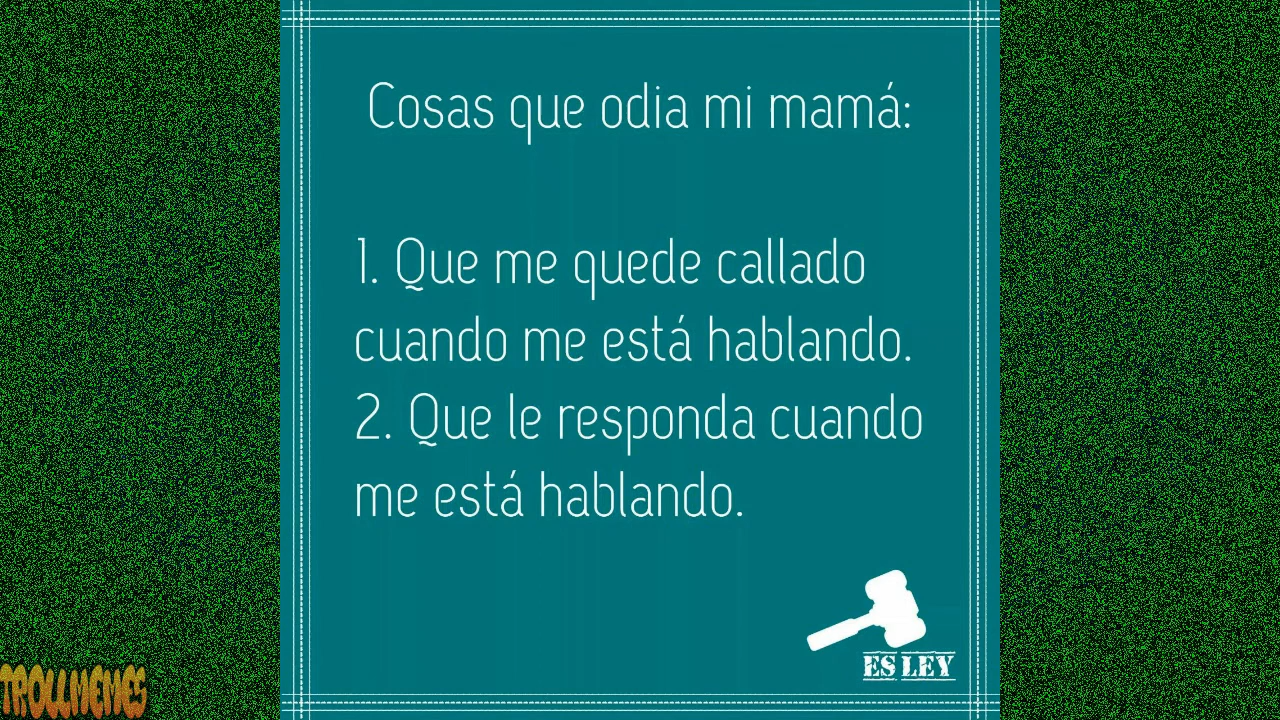 Cosas que odia mi mamá:
1. Que me quede callado
cuando me está hablando.
2. Que le responda cuando
me está hablando.
ES LEY